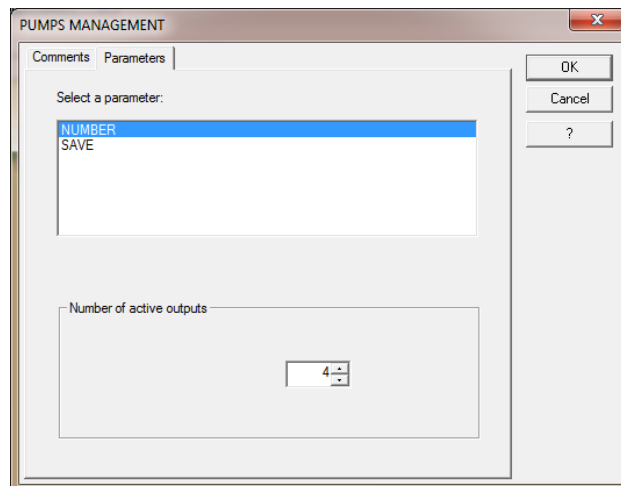 PUMPS MANAGEMENT
x
Comments Parameters
OK
Select a parameter:
Cancel
NUMBER
?
SAVE
Number of active outputs
4